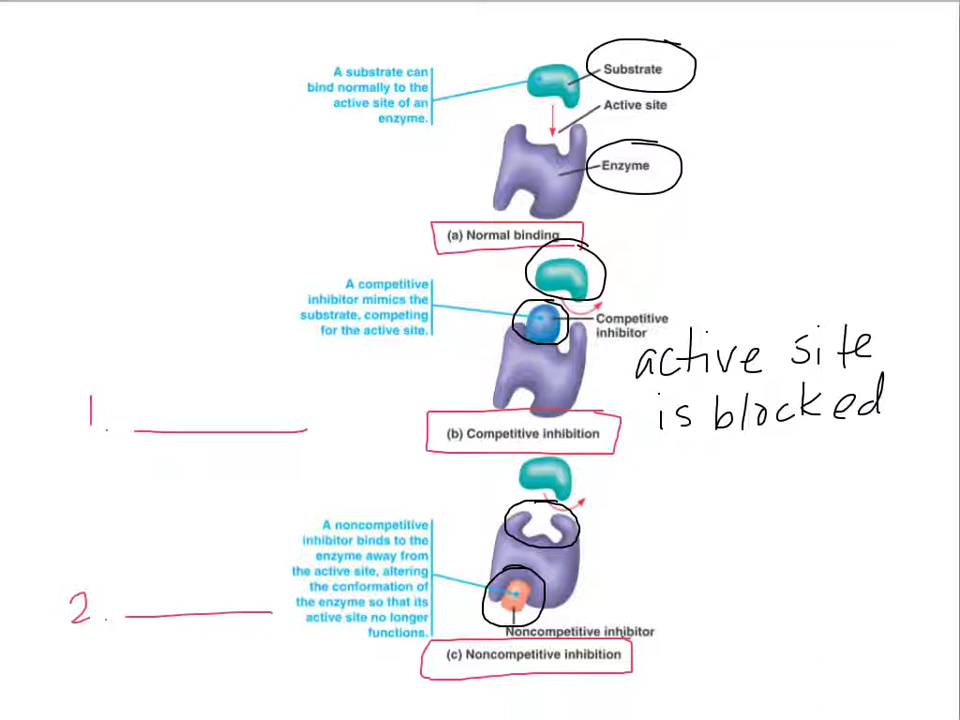 A substrate can
bind normally to the
active site of an
enzyme.
Substrate
Active site
Enzyme
(a) Normal binding
A competitive
inhibitor mimics the
substrate, competing
for the active site.
Competitive
inhibitor
active site
is blocked
1.
(b) Competitive inhibition
A noncompetitive
inhibitor binds to the
enzyme away from
the active site, altering
the conformation of
the enzyme so that its
active site no longer
functions.
2.
Noncompetitive inhibitor
(c) Noncompetitive inhibition